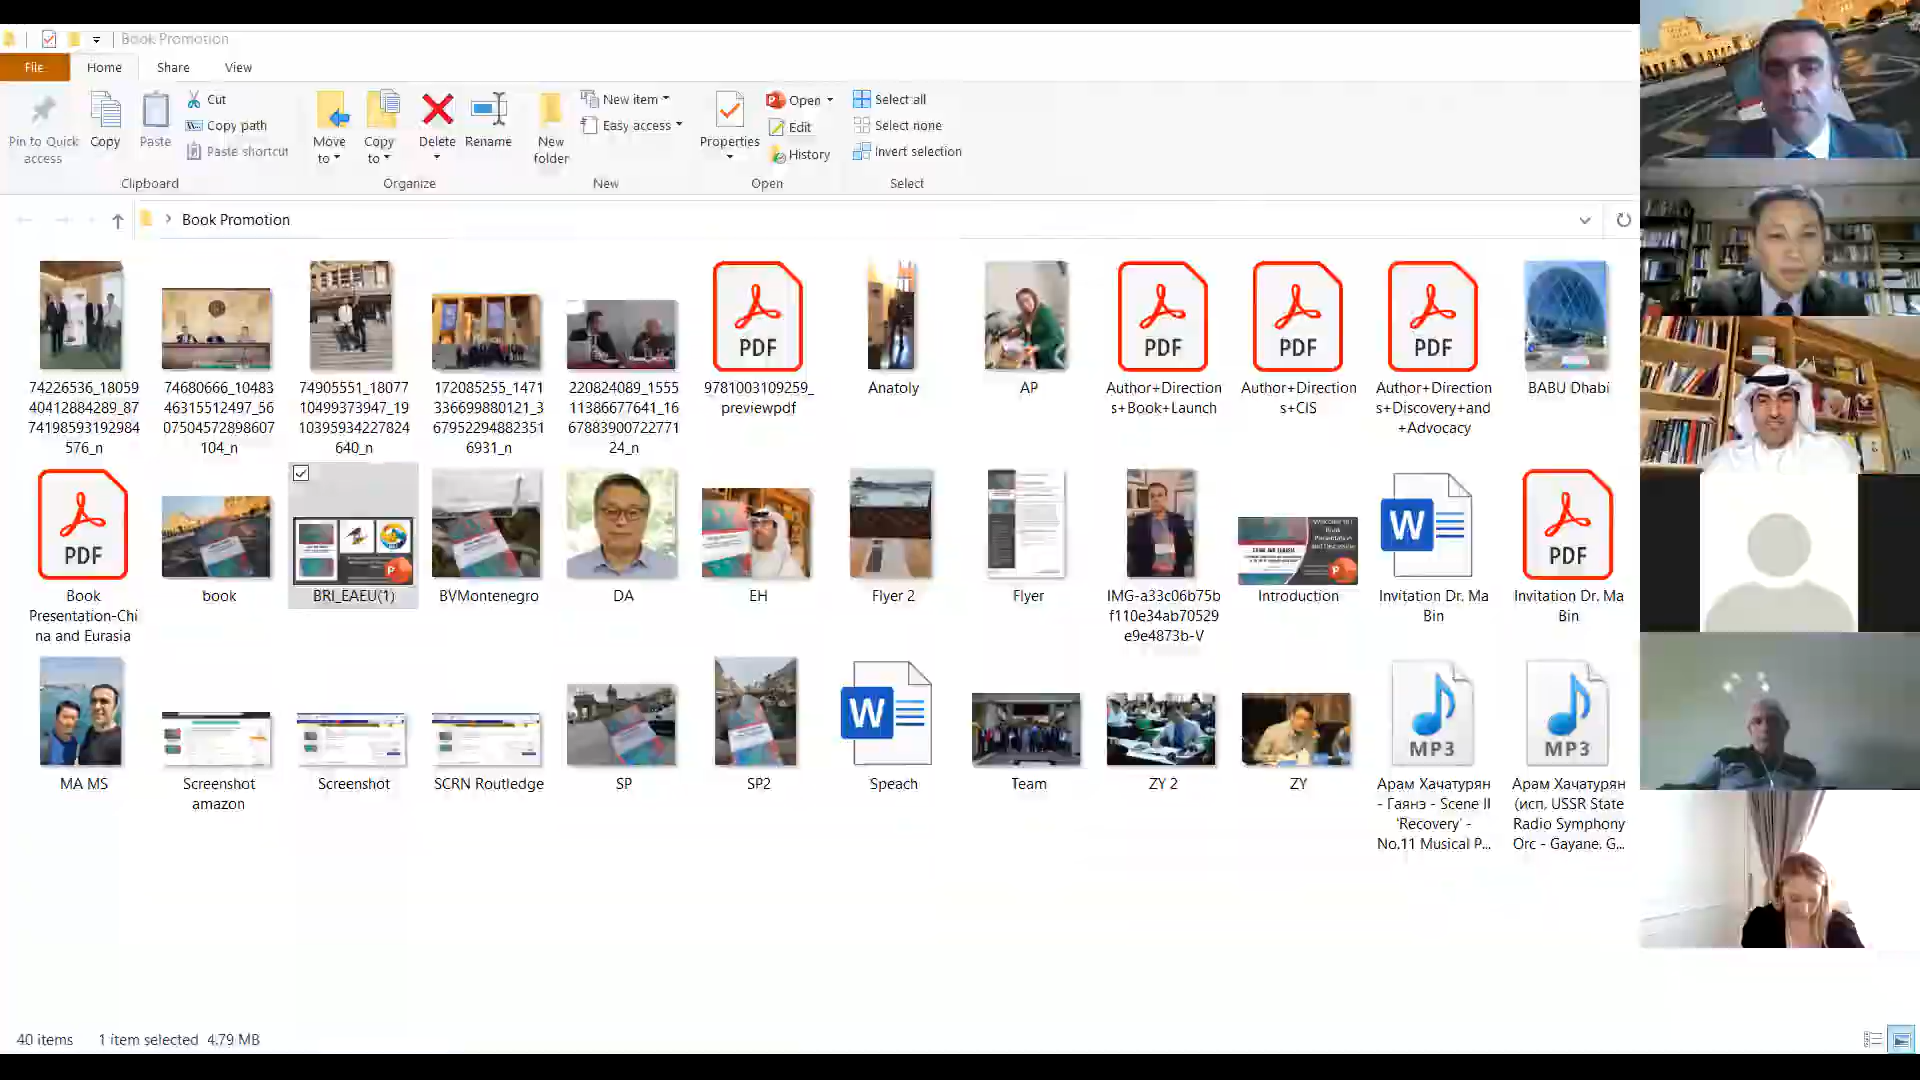 Book Promotion
File
Home
Share
View
Pin to Quick
access
Copy
Paste
Cut
Copy path
Paste shortcut
Clipboard
Move
to
Copy
to
Delete
Rename
Organize
New
folder
New item
Easy access
New
Properties
Open
Edit
History
Open
Select all
Select none
Invert selection
Select
Book Promotion
74226536_18059
40412884289_87
74198593192984
576_n
74680666_10483
46315512497_56
07504572898607
104_n
74905551_18077
10499373947_19
10395934227824
640_n
172085255_1471
336699880121_3
67952294882351
6931_n
220824089_1555
11386677641_16
67883900722771
24_n
PDF
9781003109259_
previewpdf
Anatoly
AP
PDF
Author+Direction
s+Book+Launch
PDF
Author+Direction
s+CIS
PDF
Author+Direction
s+Discovery+and
+Advocacy
BABU Dhabi
PDF
Book
Presentation-Chi
na and Eurasia
book
BRI_EAEU(1)
BVMontenegro
DA
EH
Flyer 2
Flyer
IMG-a33c06b75b
f110e34ab70529
e9e4873b-V
Introduction
W
Invitation Dr. Ma
Bin
PDF
Invitation Dr. Ma
Bin
MA MS
Screenshot
amazon
Screenshot
SCRN Routledge
SP
SP2
W
Speach
Team
ZY 2
ZY
MP3
Арам Хачатурян
- Гаянэ - Scene II
'Recovery' -
No.11 Musical P...
MP3
Арам Хачатурян
(исп. USSR State
Radio Symphony
Orc - Gayane. G...
40 items
1 item selected
4.79 MB